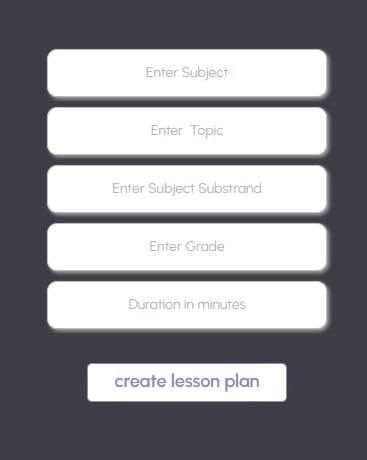 Enter Subject
Enter  Topic
Enter Subject Substrand
Enter Grade
Duration in minutes
create lesson plan